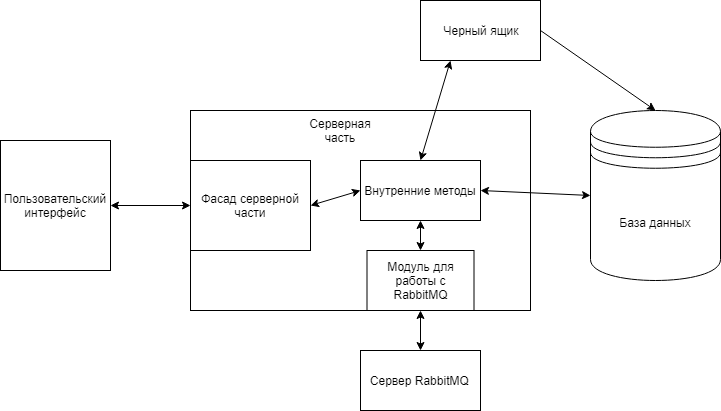 Черный ящик
Серверная
часть
Пользовательский
интерфейс
Фасад серверной
части
Внутренние методы
База данных
Модуль для
работы с
RabbitMQ
Сервер RabbitMQ